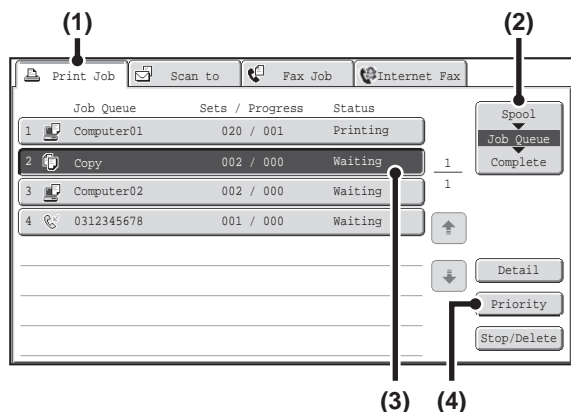 (1) (2)
Print Job Scan to Fax Job Internet Fax
Job Queue Sets / Progress Status
Spool
Job Queue
Complete
1 Computer01 020 / 001 Printing
2 Copy 002 / 000 Waiting
3 Computer02 002 / 000 Waiting
4 0312345678 001 / 000 Waiting
1
1
Detail
Priority
Stop/Delete
(3) (4)